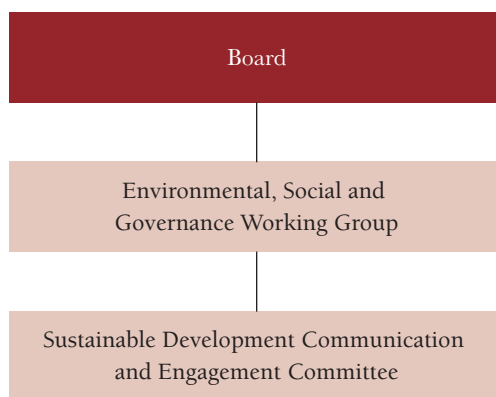 Board
Environmental, Social and
Governance Working Group
Sustainable Development Communication
and Engagement Committee